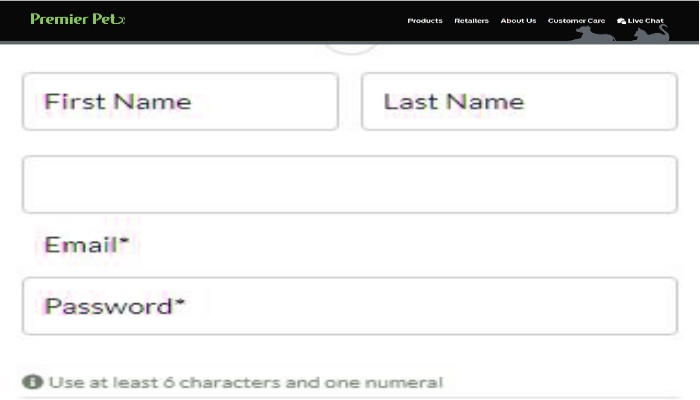 Premier Pet
Products Retailers About Us Customer Care Live Chat
First Name Last Name
Email*
Password*
Use at least 6 characters and one numeral